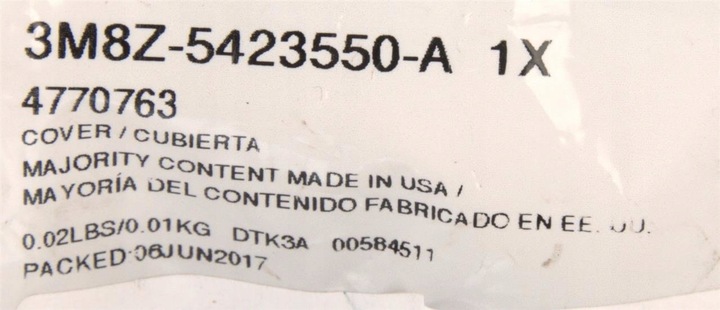 3M8Z-5423550-A 1X
4770763
COVER / CUBIERTA
MAJORITY CONTENT MADE IN USA /
MAYORÍA DEL CONTENIDO FABRICADO EN EE. UU.
0.02LBS/0.01KG DTK3A 00584511
PACKED:06JUN2017